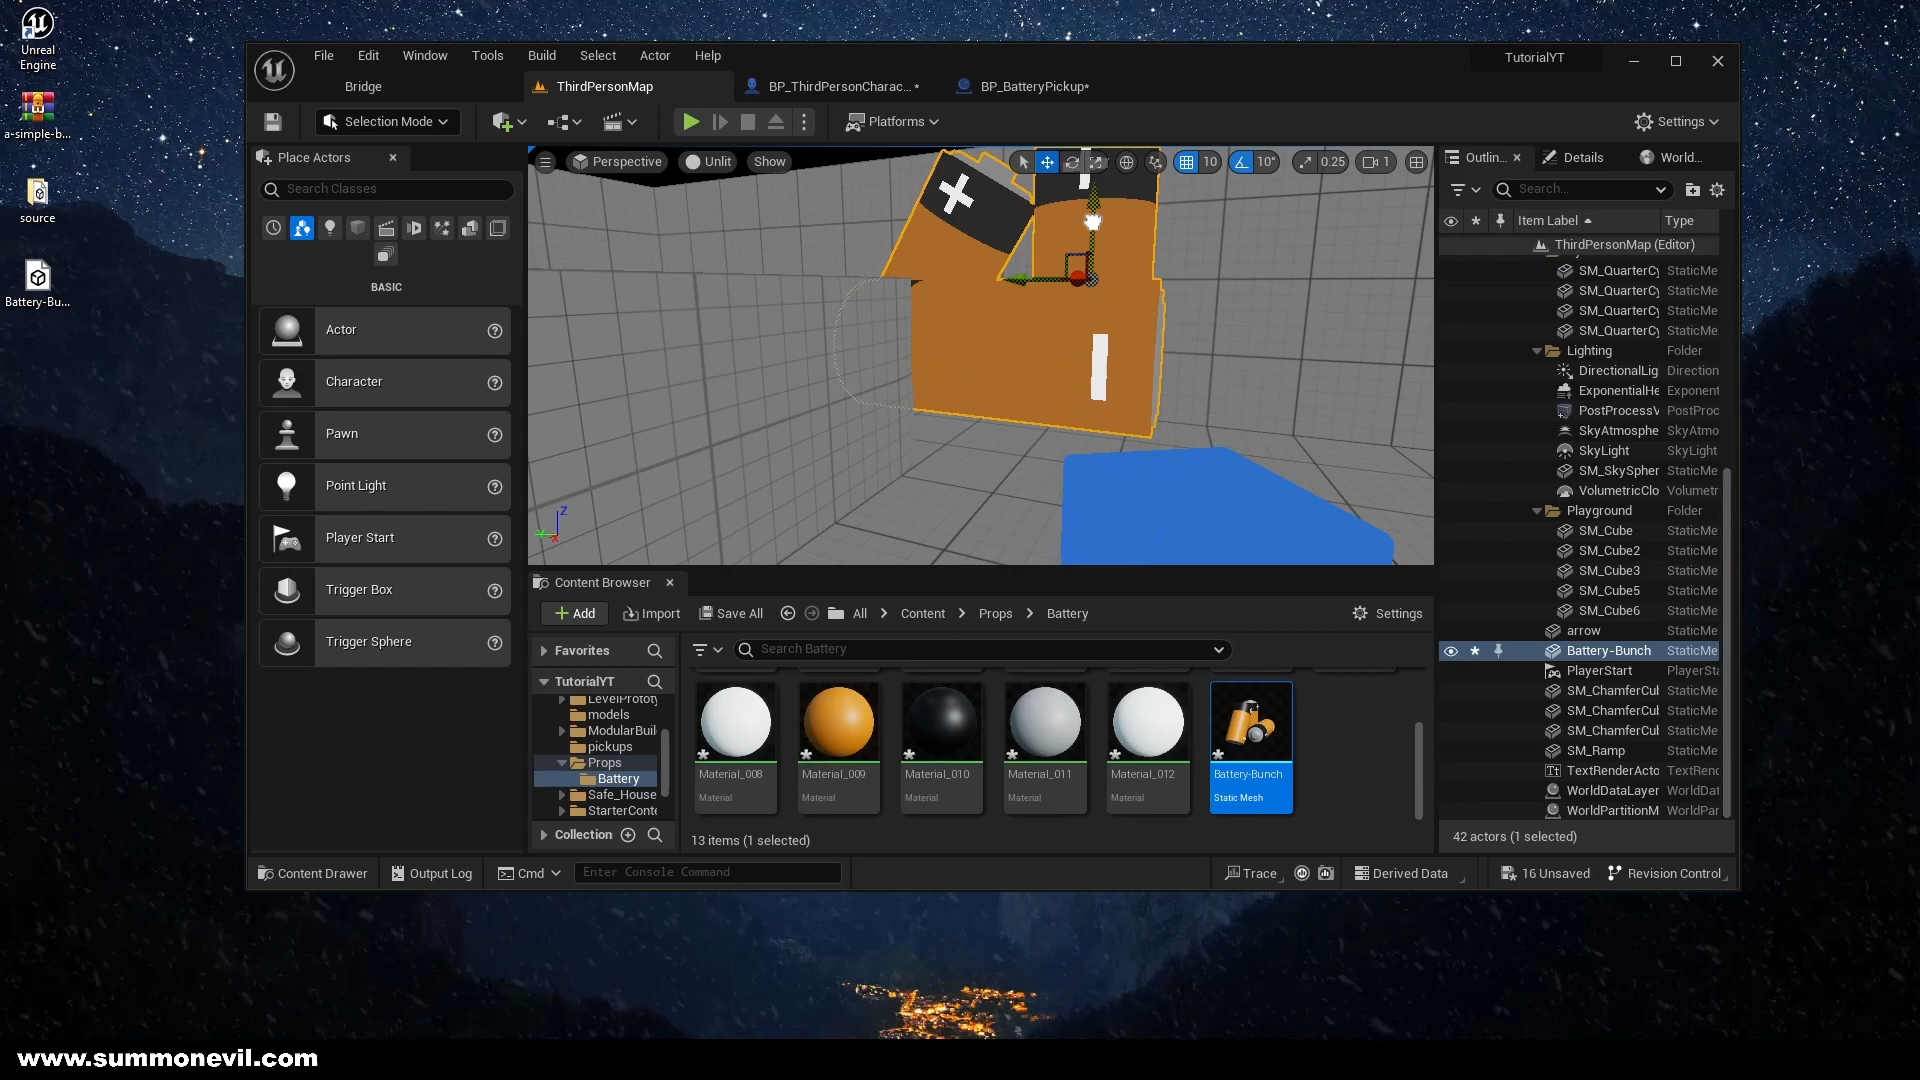 Unreal
Engine
a-simple-b...
source
Battery-Bu...
File
Edit
Window
Tools
Build
Select
Actor
Help
TutorialYT
Bridge
ThirdPersonMap
BP_ThirdPersonCharac... *
BP_BatteryPickup*
Selection Mode
Platforms
Settings
Place Actors
Search Classes
BASIC
Actor
Character
Pawn
Point Light
Player Start
Trigger Box
Trigger Sphere
Perspective
Unlit
Show
10
10°
0.25
1
Z
Y
X
Content Browser
Add
Import
Save All
All
Content
Props
Battery
Settings
Favorites
TutorialYT
LevelPrototy
models
ModularBuil
pickups
Props
Battery
Safe_House
StarterConte
Collection
Search Battery
Material_008
Material
Material_009
Material
Material_010
Material
Material_011
Material
Material_012
Material
Battery-Bunch
Static Mesh
13 items (1 selected)
Outlin...
Details
World...
Search...
Item Label
Type
ThirdPersonMap (Editor)
SM_QuarterCy StaticMe
SM_QuarterCy StaticMe
SM_QuarterCy StaticMe
SM_QuarterCy StaticMe
Lighting Folder
DirectionalLig Direction
ExponentialHe Exponent
PostProcessV PostProc
SkyAtmosphe SkyAtmo
SkyLight SkyLight
SM_SkySpher StaticMe
VolumetricClo Volumetr
Playground Folder
SM_Cube StaticMe
SM_Cube2 StaticMe
SM_Cube3 StaticMe
SM_Cube5 StaticMe
SM_Cube6 StaticMe
arrow StaticMe
Battery-Bunch StaticMe
PlayerStart PlayerSta
SM_ChamferCub StaticMe
SM_ChamferCub StaticMe
SM_ChamferCub StaticMe
SM_Ramp StaticMe
TextRenderActo TextRend
WorldDataLayer WorldDat
WorldPartitionM WorldPar
42 actors (1 selected)
Content Drawer
Output Log
Cmd
Enter Console Command
Trace
Derived Data
16 Unsaved
Revision Control
www.summonevil.com